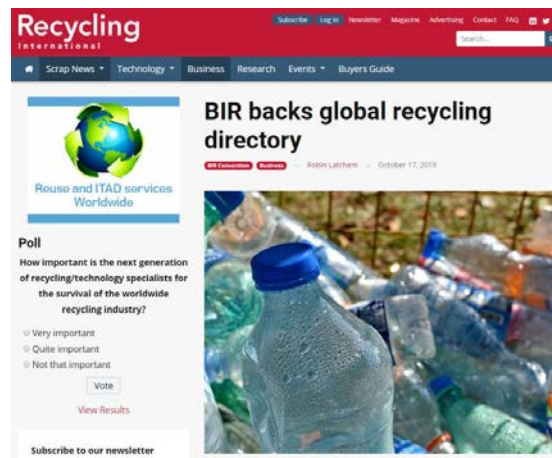 Recycling
International
Subscribe Log in Newsletter Magazine Advertising Contact FAQ
Search...
Scrap News Technology Business Research Events Buyers Guide
Reuse and ITAD services
Worldwide
BIR backs global recycling
directory
BIR Convention Business – Robin Latchem – October 17, 2019
Poll
How important is the next generation
of recycling/technology specialists for
the survival of the worldwide
recycling industry?
Very important
Quite important
Not that important
Vote
View Results
Subscribe to our newsletter